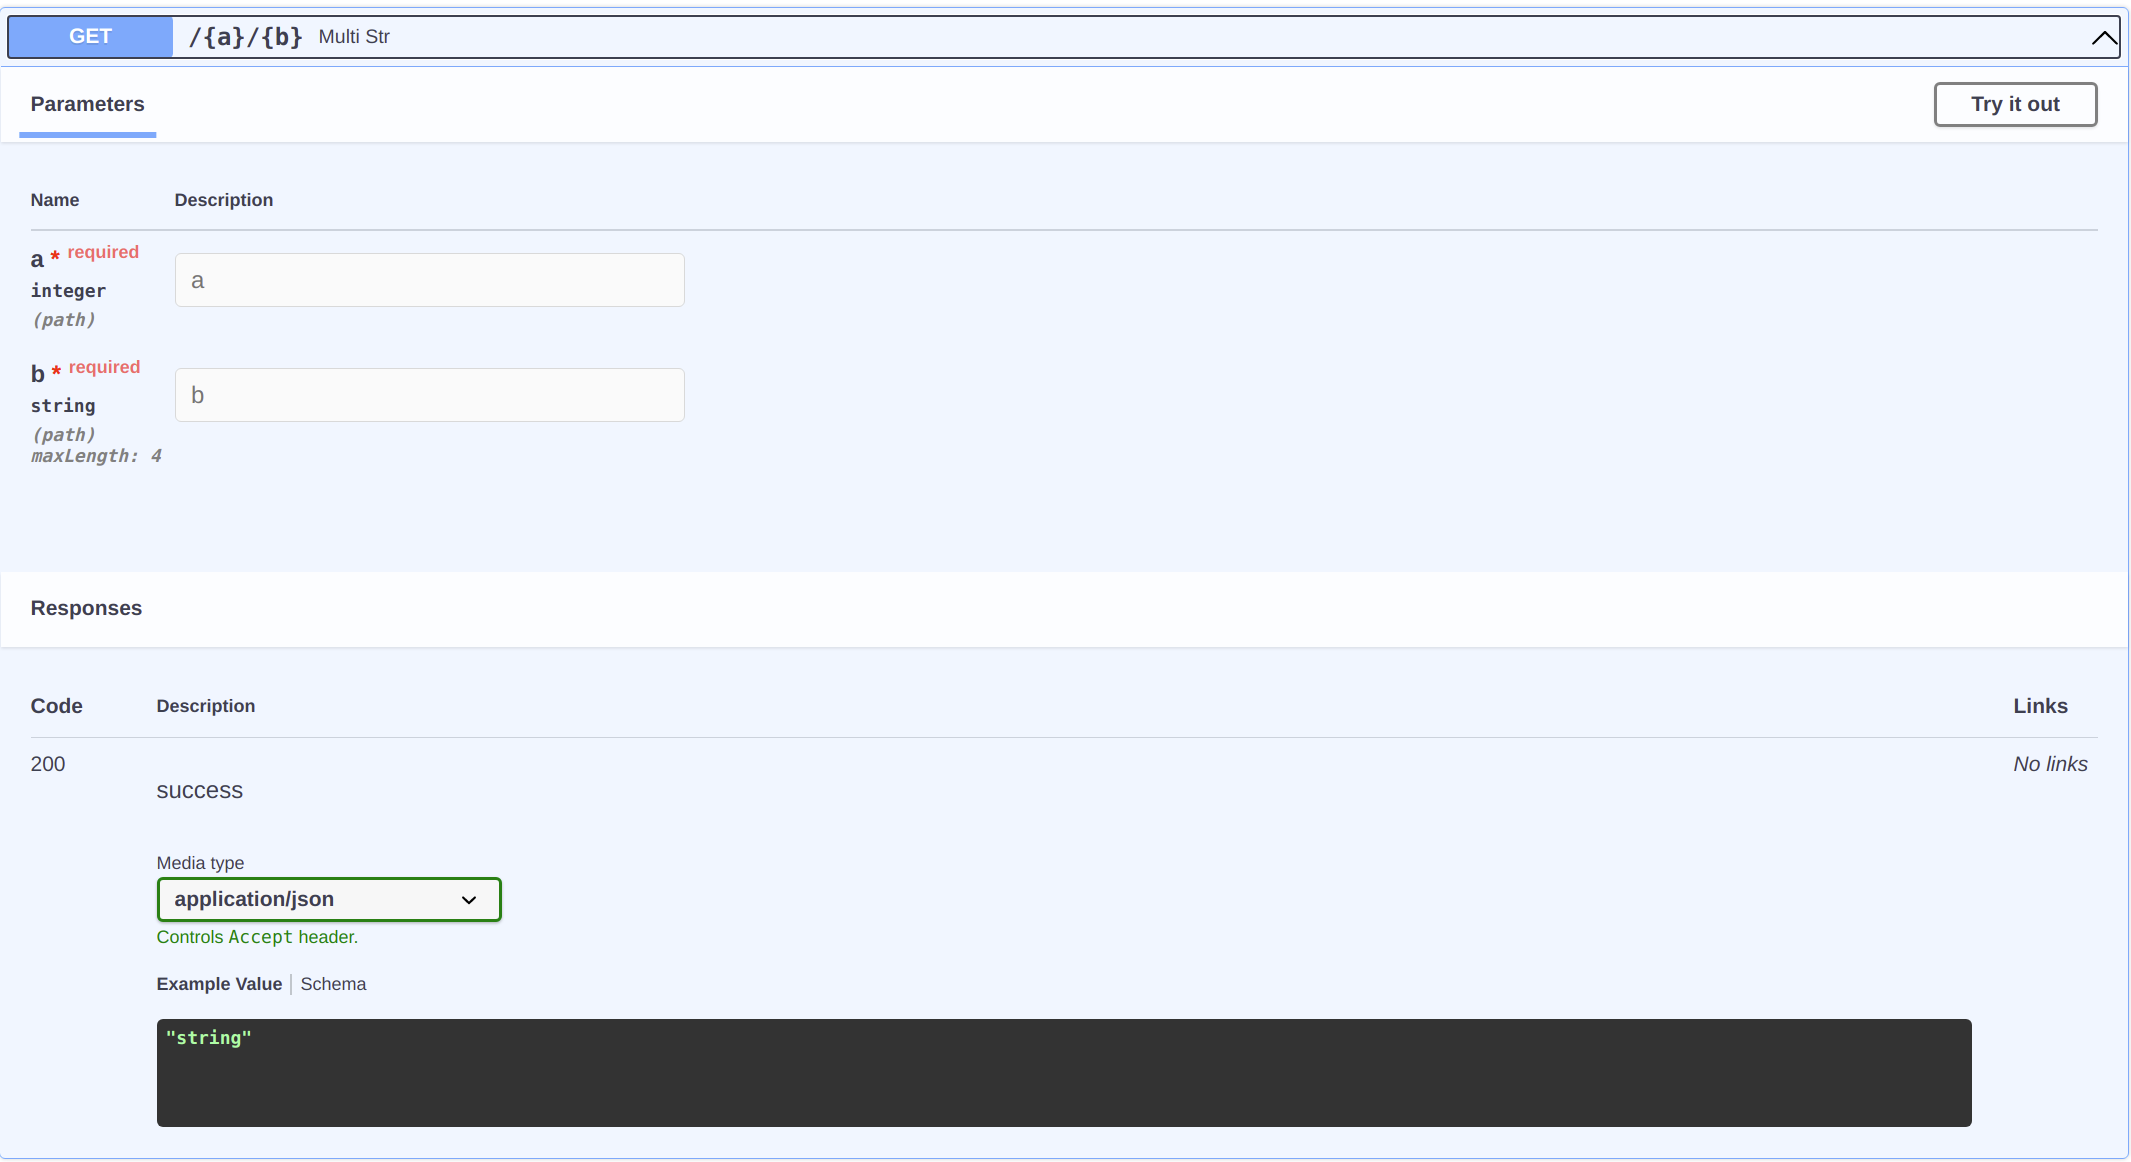 GET /{a}/{b} Multi Str
Parameters Try it out
Name Description
a * required
integer
(path)
a
b * required
string
(path)
maxLength: 4
b
Responses
Code Description Links
200 No links
success
Media type
application/json
Controls Accept header.
Example Value Schema
"string"